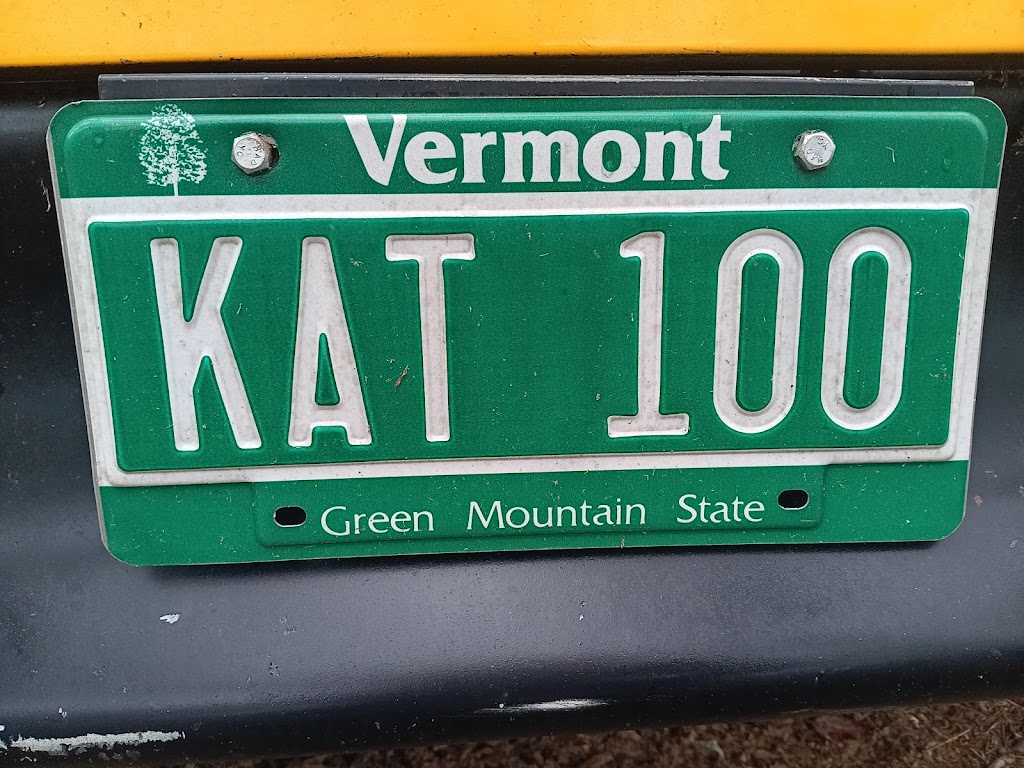 Vermont
KAT 100
Green Mountain State